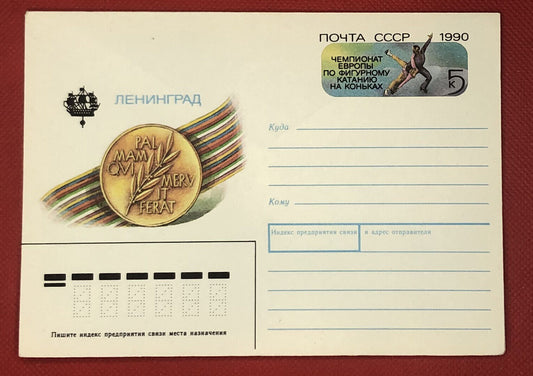 ПОЧТА СССР 1990
ЧЕМПИОНАТ
ЕВРОПЫ
ПО ФИГУРНОМУ
КАТАНИЮ
НА КОНЬКАХ
5
К
ЛЕНИНГРАД
PAL
MAM
QVI
MERV
IT
FERAT
Куда
Кому
Индекс предприятия связи и адрес отправителя
Пишите индекс предприятия связи места назначения